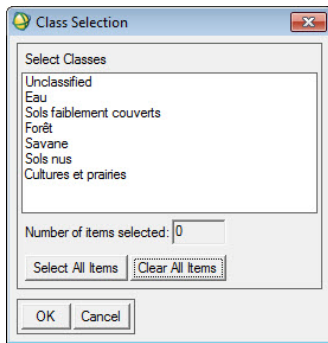 Class Selection
Select Classes
Unclassified
Eau
Sols faiblement couverts
Forêt
Savane
Sols nus
Cultures et prairies
Number of items selected: 0
Select All Items Clear All Items
OK Cancel